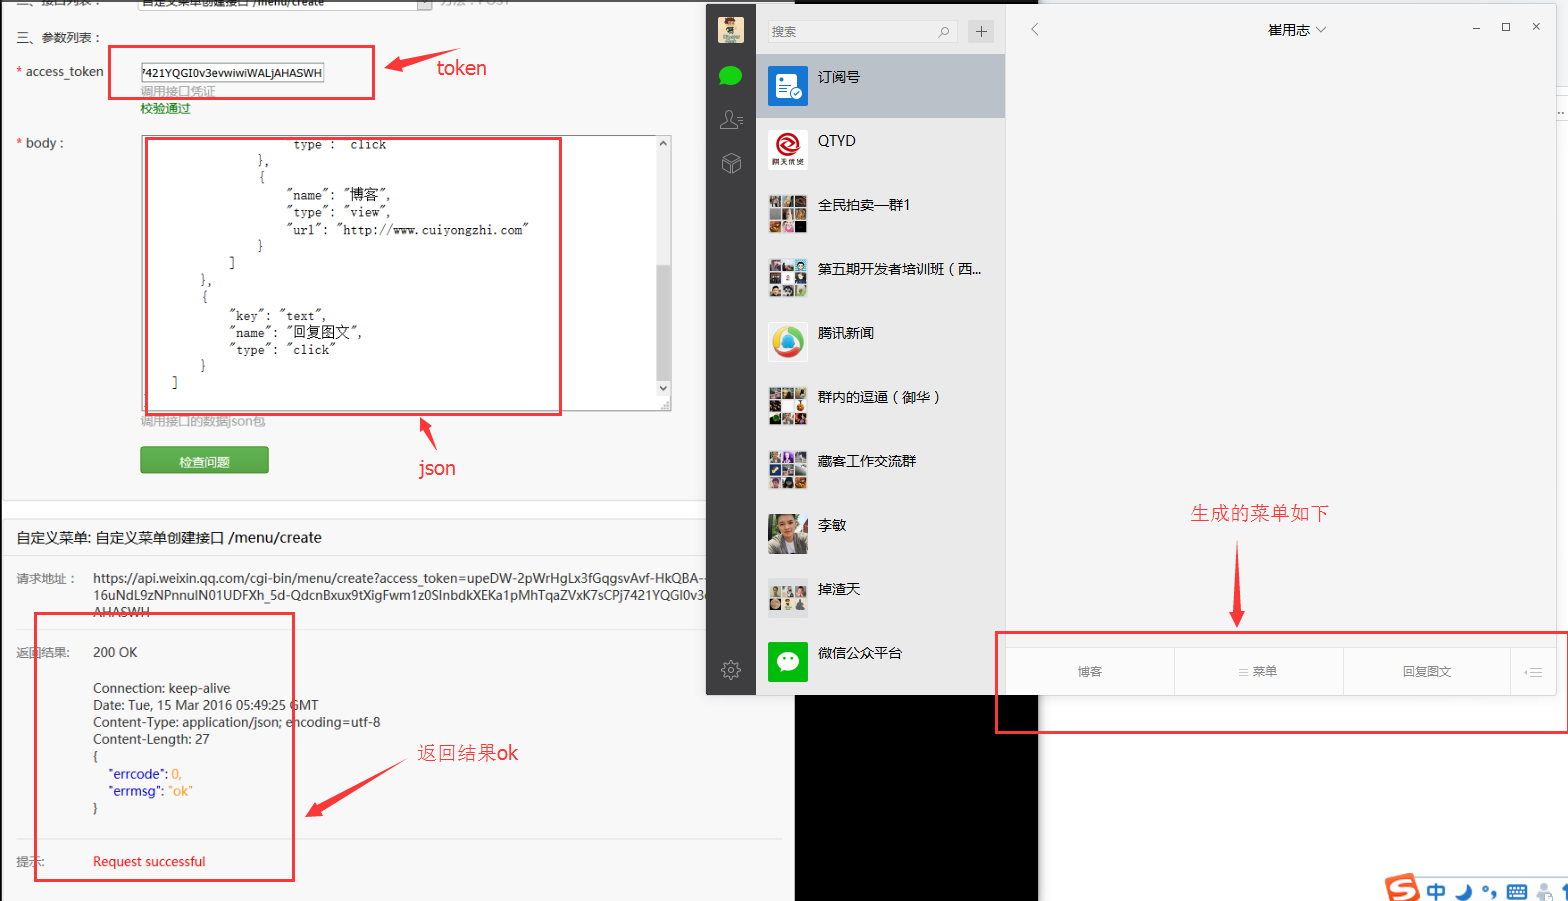 三、参数列表：
* access_token
7421YQGI0v3evwiwiWALjAHASWH
调用接口凭证
校验通过
token
* body :
"type": "click"
},
{
"name": "博客",
"type": "view",
"url": "http://www.cuiyongzhi.com"
}
]
},
{
"key": "text",
"name": "回复图文",
"type": "click"
}
]
调用接口的数据json包
json
检查问题
自定义菜单: 自定义菜单创建接口 /menu/create
请求地址：
https://api.weixin.qq.com/cgi-bin/menu/create?access_token=upeDW-2pWrHgLx3fGqgsvAvf-HkQBA--
16uNdL9zNPnnuIN01UDFXh_5d-QdcnBxux9tXigFwm1z0SInbdkXEKa1pMhTqaZVxK7sCPj7421YQGI0v3
AHASWH
返回结果:
200 OK
Connection: keep-alive
Date: Tue, 15 Mar 2016 05:49:25 GMT
Content-Type: application/json; encoding=utf-8
Content-Length: 27
{
"errcode": 0,
"errmsg": "ok"
}
返回结果ok
提示:
Request successful
搜索
订阅号
QTYD
全民拍卖—群1
第五期开发者培训班（西...
腾讯新闻
群内的逗逼（御华）
藏客工作交流群
李敏
掉渣天
微信公众平台
崔用志
生成的菜单如下
博客
菜单
回复图文
中